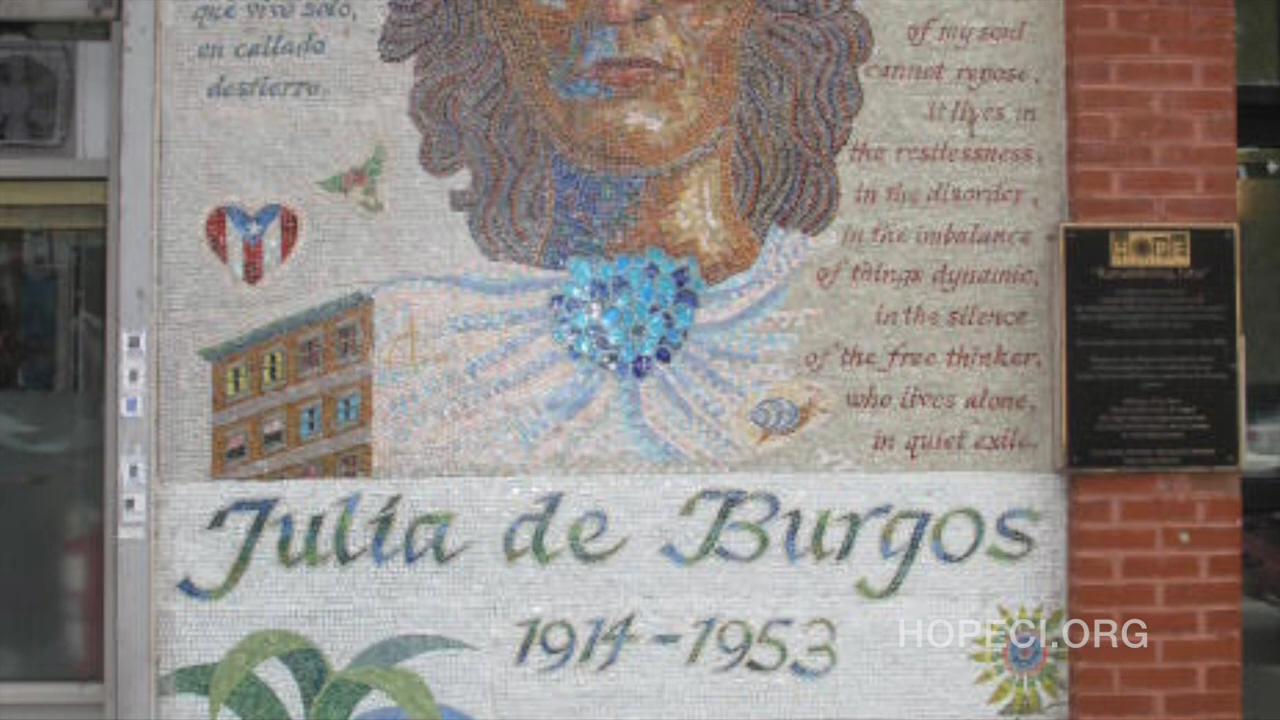 que vive solo,
en callado
destierro.
of my soul
cannot repose,
it lives in
the restlessness,
in the disorder,
in the imbalance
of things dynamic,
in the silence
of the free thinker,
who lives alone,
in quiet exile.
HOPE
Julia de Burgos
1914-1953
HOPECI.ORG